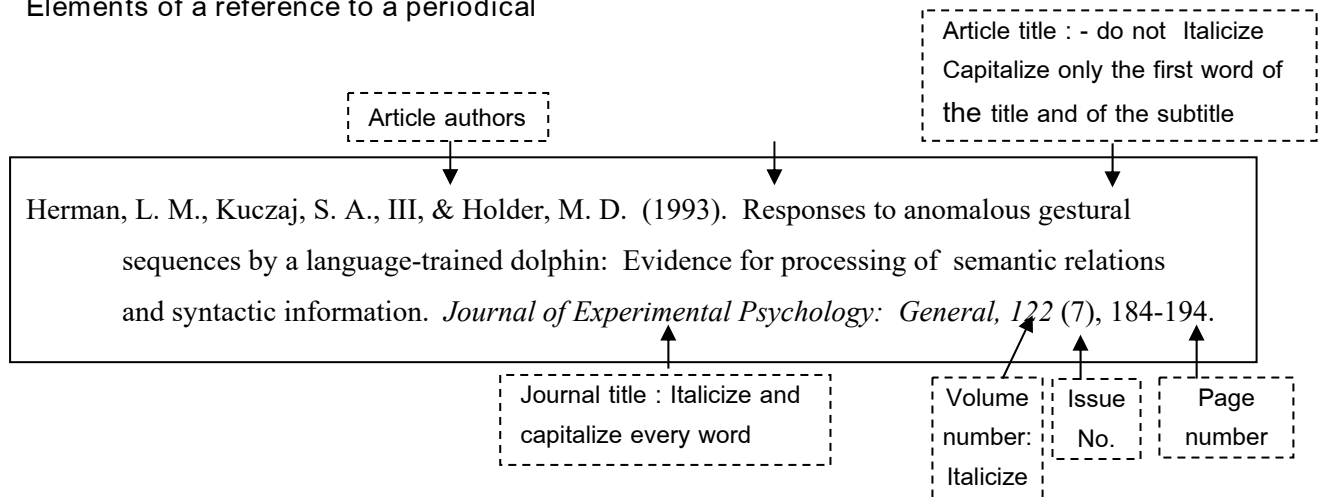 Elements of a reference to a periodical
Article title : - do not Italicize
Capitalize only the first word of
the title and of the subtitle
Article authors
Herman, L. M., Kuczaj, S. A., III, & Holder, M. D. (1993). Responses to anomalous gestural
sequences by a language-trained dolphin: Evidence for processing of semantic relations
and syntactic information. Journal of Experimental Psychology: General, 122 (7), 184-194.
Journal title : Italicize and
capitalize every word
Volume
number:
Italicize
Issue
No.
Page
number